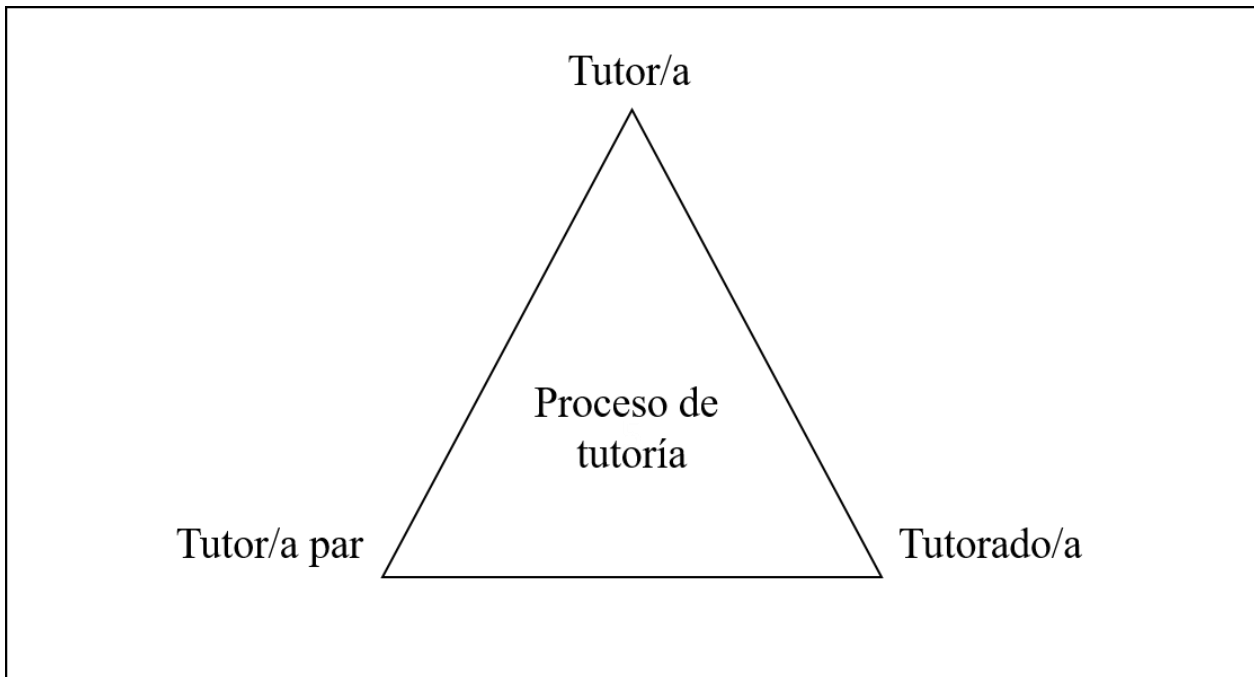 Tutor/a
Proceso de
tutoría
Tutor/a par
Tutorado/a